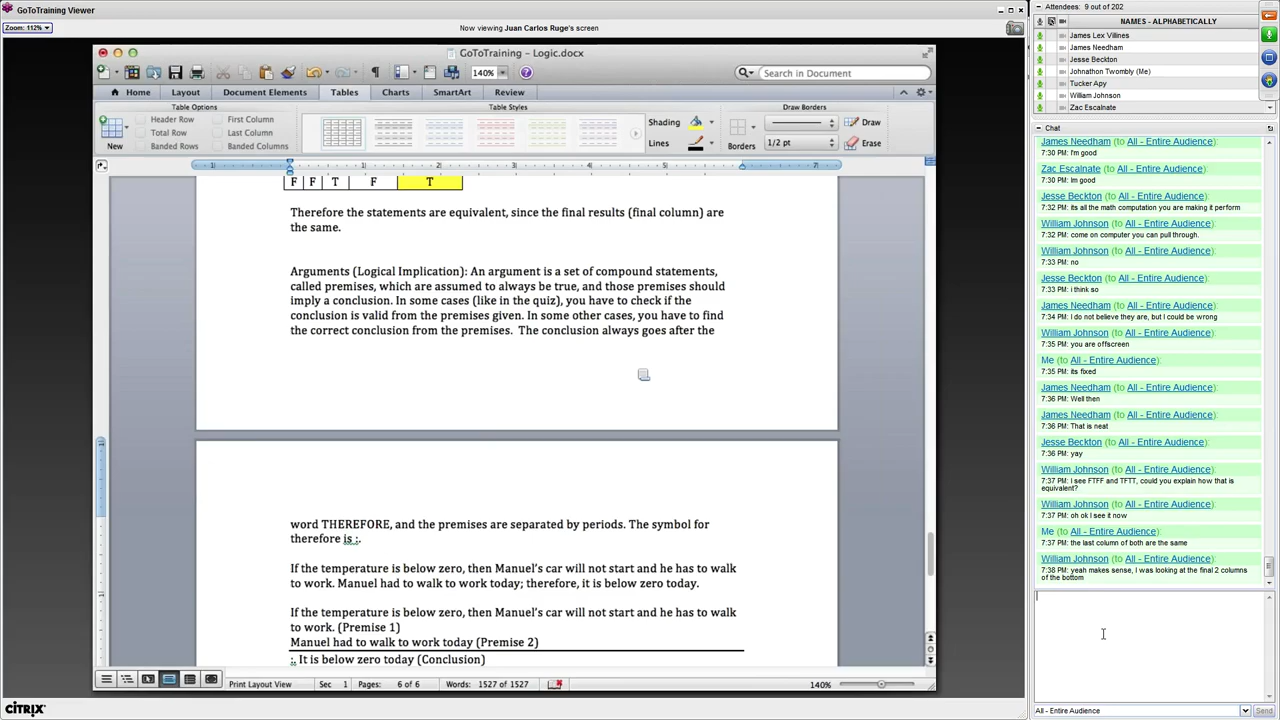 GoToTraining Viewer
Zoom: 112%
Now viewing Juan Carlos Ruge's screen
GoToTraining – Logic.docx
140%
Search in Document
Home Layout Document Elements Tables Charts SmartArt Review
Table Options Table Styles Draw Borders
New
Header Row First Column
Total Row Last Column
Banded Rows Banded Columns
Shading
Lines
Borders
Draw
1/2 pt
Erase
F F T F T
Therefore the statements are equivalent, since the final results (final column) are
the same.
Arguments (Logical Implication): An argument is a set of compound statements,
called premises, which are assumed to always be true, and those premises should
imply a conclusion. In some cases (like in the quiz), you have to check if the
conclusion is valid from the premises given. In some other cases, you have to find
the correct conclusion from the premises. The conclusion always goes after the
word THEREFORE, and the premises are separated by periods. The symbol for
therefore is :.
If the temperature is below zero, then Manuel's car will not start and he has to walk
to work. Manuel had to walk to work today; therefore, it is below zero today.
If the temperature is below zero, then Manuel's car will not start and he has to walk
to work. (Premise 1)
Manuel had to walk to work today (Premise 2)
:. It is below zero today (Conclusion)
Print Layout View Sec 1 Pages: 6 of 6 Words: 1527 of 1527 140%
CITRIX
Attendees: 9 out of 202
NAMES - ALPHABETICALLY
James Lex Villines
James Needham
Jesse Beckton
Johnathon Twombly (Me)
Tucker Apy
William Johnson
Zac Escalnate
Chat
James Needham (to All - Entire Audience):
7:30 PM: I'm good
Zac Escalnate (to All - Entire Audience):
7:30 PM: Im good
Jesse Beckton (to All - Entire Audience):
7:32 PM: its all the math computation you are making it perform
William Johnson (to All - Entire Audience):
7:32 PM: come on computer you can pull through.
William Johnson (to All - Entire Audience):
7:33 PM: no
Jesse Beckton (to All - Entire Audience):
7:33 PM: i think so
James Needham (to All - Entire Audience):
7:34 PM: I do not believe they are, but I could be wrong
William Johnson (to All - Entire Audience):
7:35 PM: you are offscreen
Me (to All - Entire Audience):
7:35 PM: its fixed
James Needham (to All - Entire Audience):
7:36 PM: Well then
James Needham (to All - Entire Audience):
7:36 PM: That is neat
Jesse Beckton (to All - Entire Audience):
7:36 PM: yay
William Johnson (to All - Entire Audience):
7:37 PM: I see FTFF and TFTT, could you explain how that is
equivalent?
William Johnson (to All - Entire Audience):
7:37 PM: oh ok I see it now
Me (to All - Entire Audience):
7:37 PM: the last column of both are the same
William Johnson (to All - Entire Audience):
7:38 PM: yeah makes sense, I was looking at the final 2 columns
of the bottom
All - Entire Audience
Send